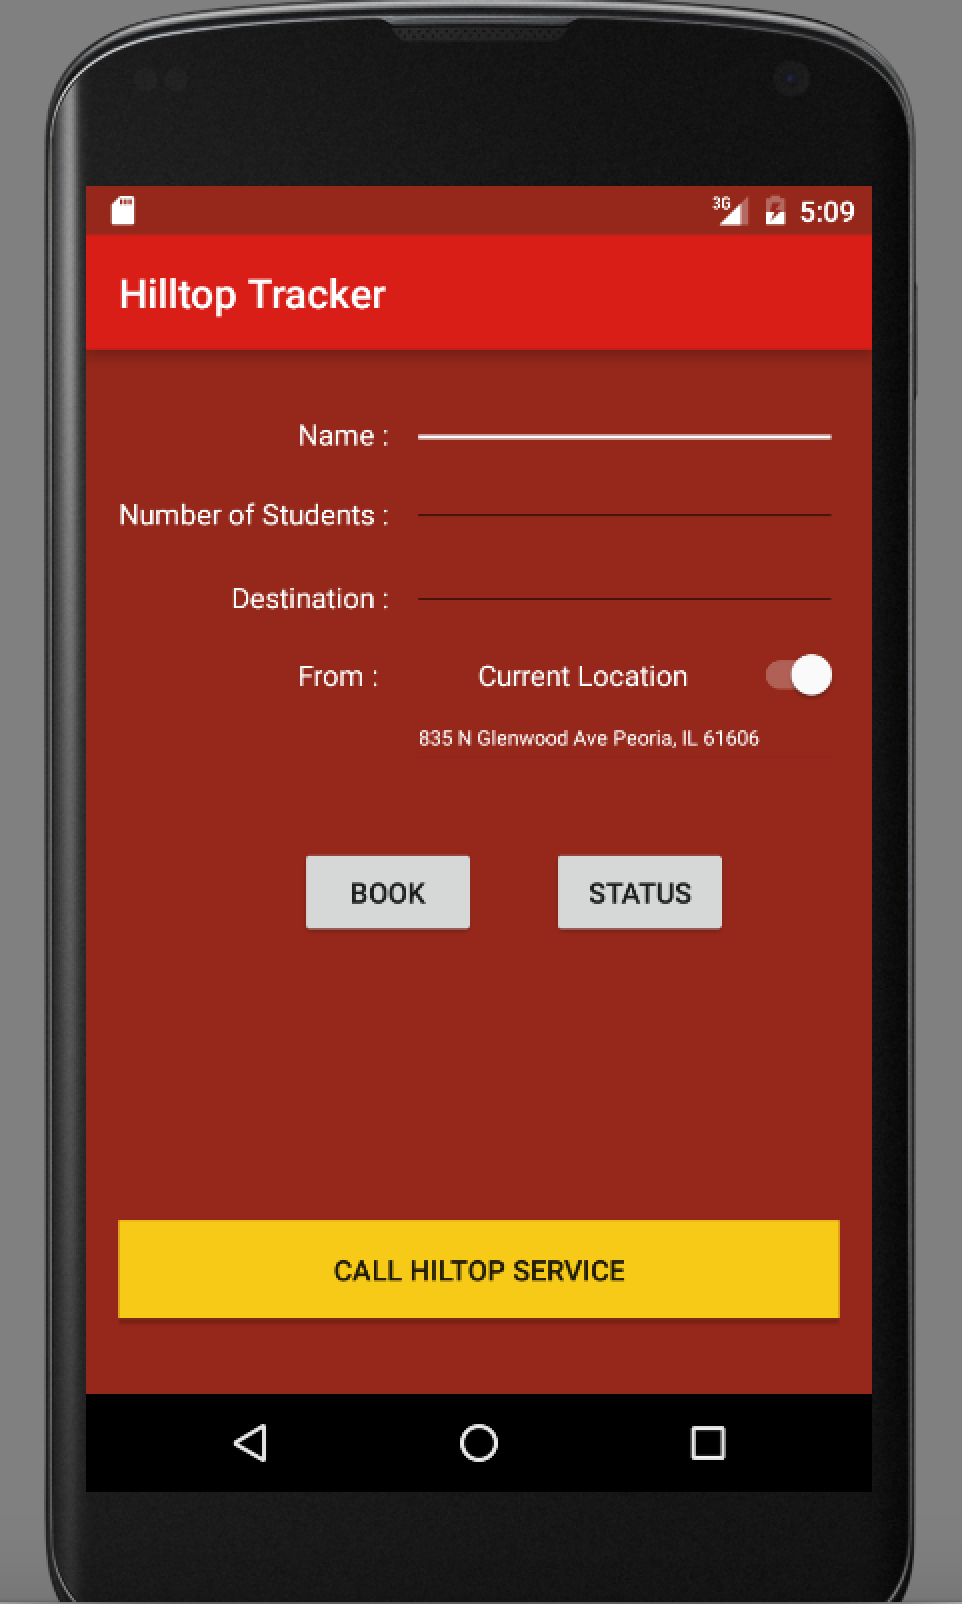 3G 5:09
Hilltop Tracker
Name :
Number of Students :
Destination :
From : Current Location
835 N Glenwood Ave Peoria, IL 61606
BOOK STATUS
CALL HILTOP SERVICE